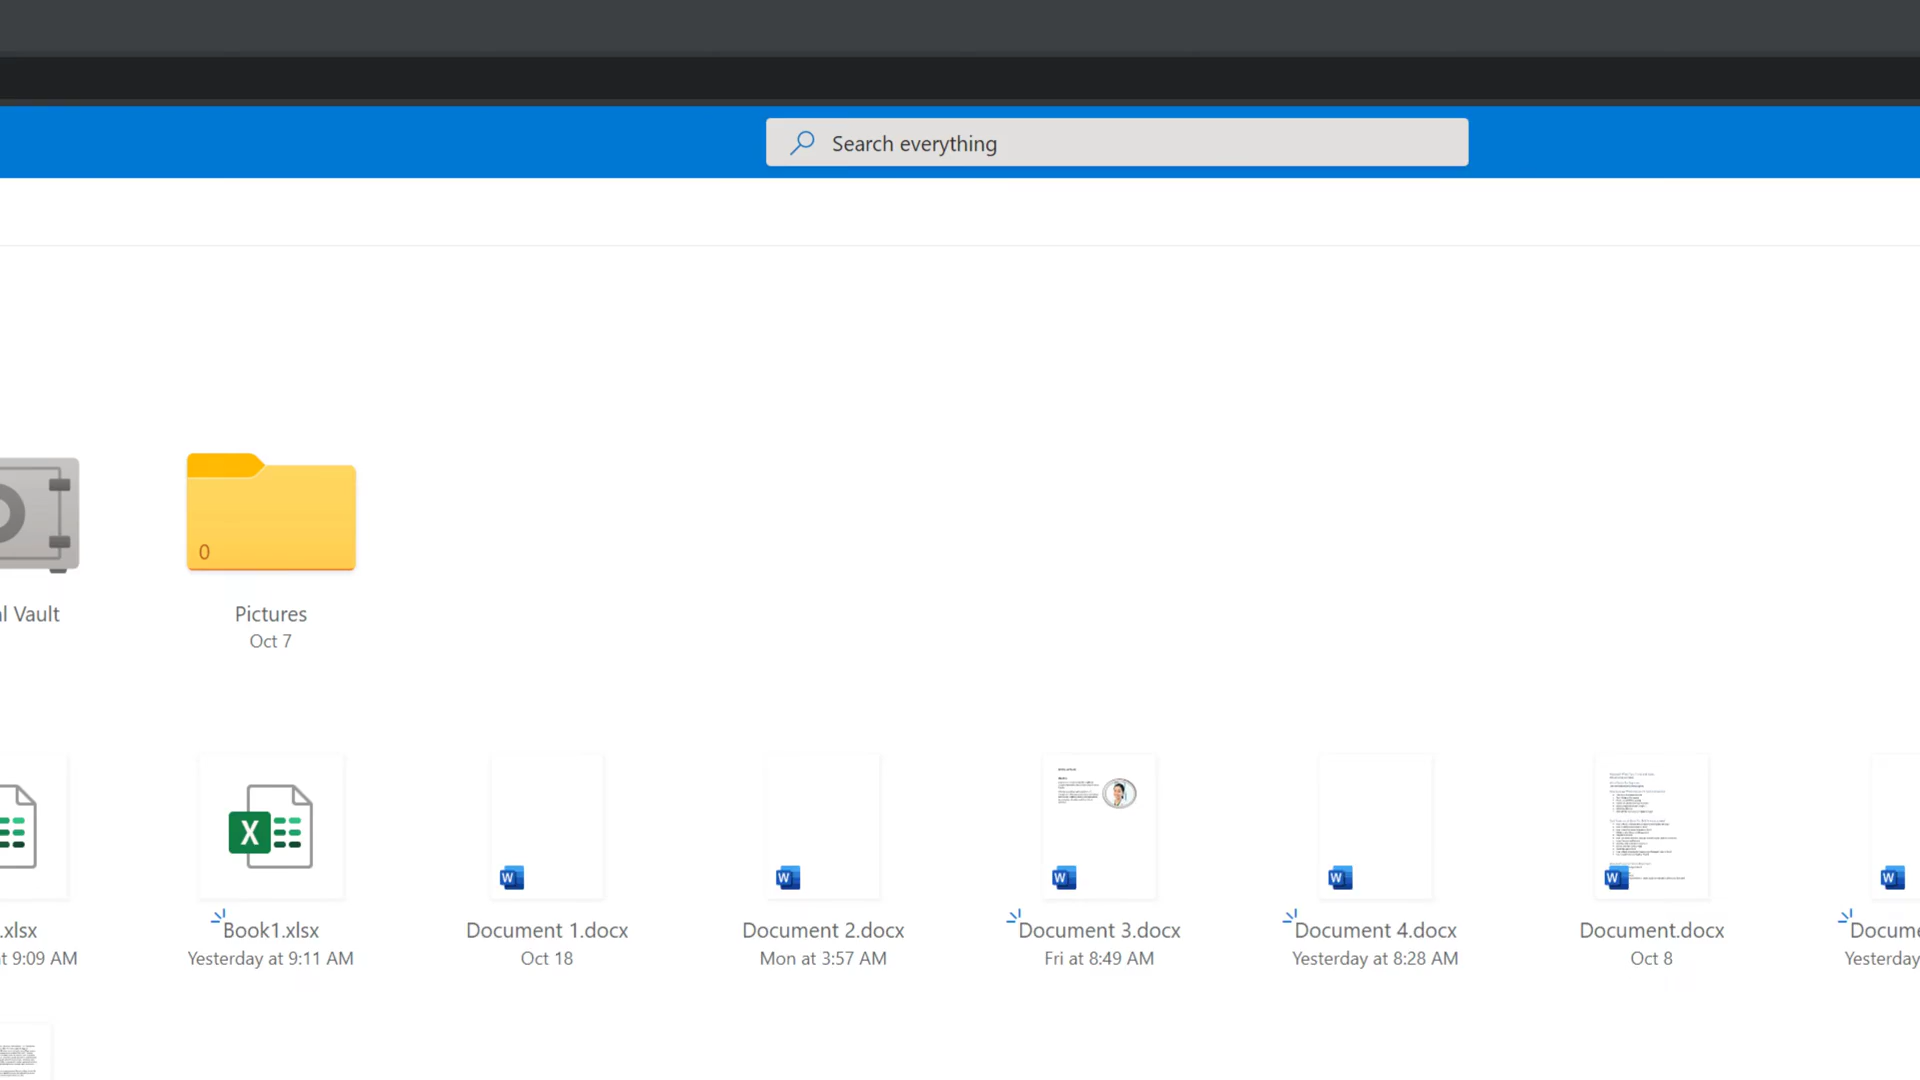 Search everything
0
l Vault
Pictures
Oct 7
X
W
W
W
W
W
W
.xlsx
Book1.xlsx
Document 1.docx
Document 2.docx
Document 3.docx
Document 4.docx
Document.docx
Docume
t 9:09 AM
Yesterday at 9:11 AM
Oct 18
Mon at 3:57 AM
Fri at 8:49 AM
Yesterday at 8:28 AM
Oct 8
Yesterday